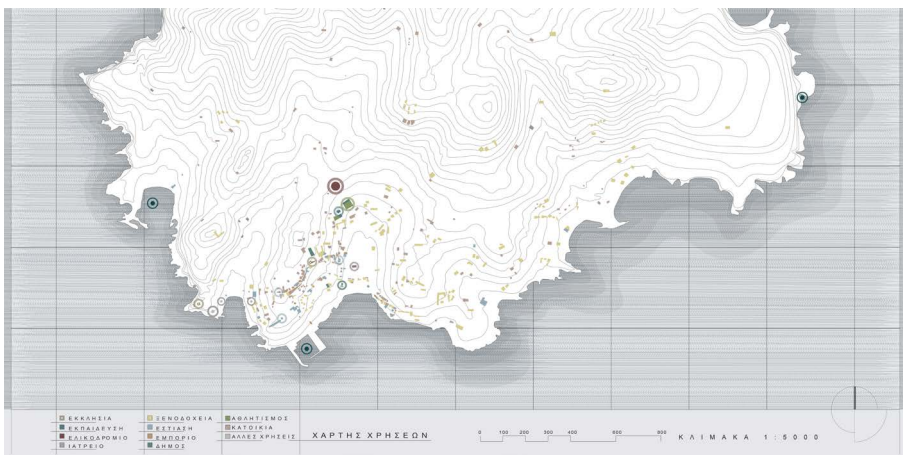 ΕΚΚΛΗΣΙΑ
ΕΚΠΑΙΔΕΥΣΗ
ΕΛΙΚΟΔΡΟΜΙΟ
ΙΑΤΡΕΙΟ
ΞΕΝΟΔΟΧΕΙΑ
ΕΣΤΙΑΣΗ
ΕΜΠΟΡΙΟ
ΔΗΜΟΣ
ΑΘΛΗΤΙΣΜΟΣ
ΚΑΤΟΙΚΙΑ
ΑΛΛΕΣ ΧΡΗΣΕΙΣ
ΧΑΡΤΗΣ ΧΡΗΣΕΩΝ
0 100 200 300 400 600 800
ΚΛΙΜΑΚΑ 1:5000